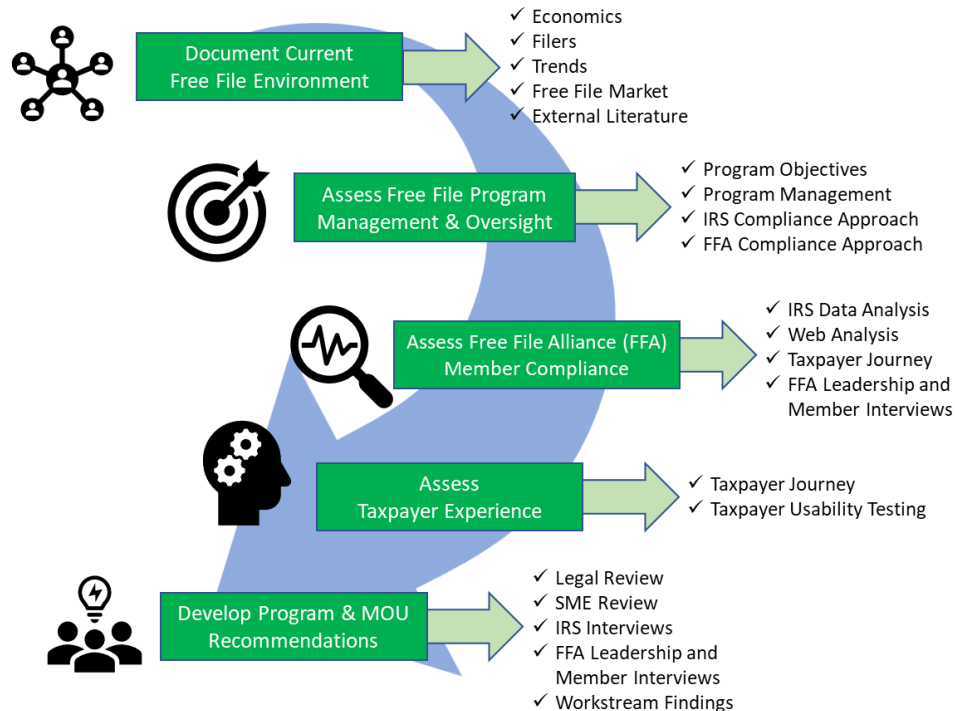 Document Current
Free File Environment
✓ Economics
✓ Filers
✓ Trends
✓ Free File Market
✓ External Literature
Assess Free File Program
Management & Oversight
✓ Program Objectives
✓ Program Management
✓ IRS Compliance Approach
✓ FFA Compliance Approach
Assess Free File Alliance (FFA)
Member Compliance
✓ IRS Data Analysis
✓ Web Analysis
✓ Taxpayer Journey
✓ FFA Leadership and
Member Interviews
Assess
Taxpayer Experience
✓ Taxpayer Journey
✓ Taxpayer Usability Testing
Develop Program & MOU
Recommendations
✓ Legal Review
✓ SME Review
✓ IRS Interviews
✓ FFA Leadership and
Member Interviews
✓ Workstream Findings